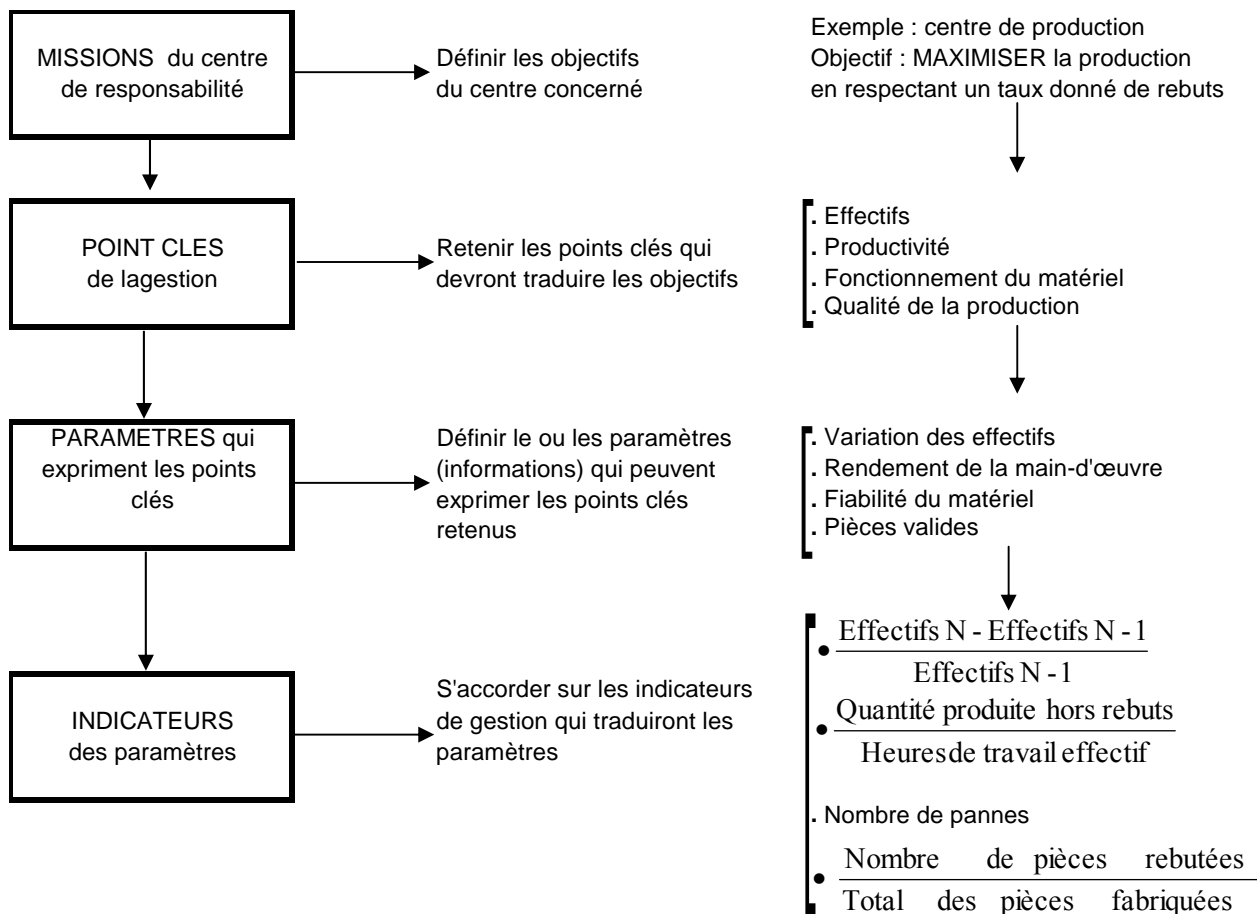 MISSIONS du centre
de responsabilité
Définir les objectifs
du centre concerné
Exemple : centre de production
Objectif : MAXIMISER la production
en respectant un taux donné de rebuts
POINT CLES
de lagestion
Retenir les points clés qui
devront traduire les objectifs
. Effectifs
. Productivité
. Fonctionnement du matériel
. Qualité de la production
PARAMETRES qui
expriment les points
clés
Définir le ou les paramètres
(informations) qui peuvent
exprimer les points clés
retenus
. Variation des effectifs
. Rendement de la main-d'œuvre
. Fiabilité du matériel
. Pièces valides
INDICATEURS
des paramètres
S'accorder sur les indicateurs
de gestion qui traduiront les
paramètres
• Effectifs N - Effectifs N - 1
Effectifs N - 1
• Quantité produite hors rebuts
Heures de travail effectif
. Nombre de pannes
• Nombre de pièces rebutées
Total des pièces fabriquées